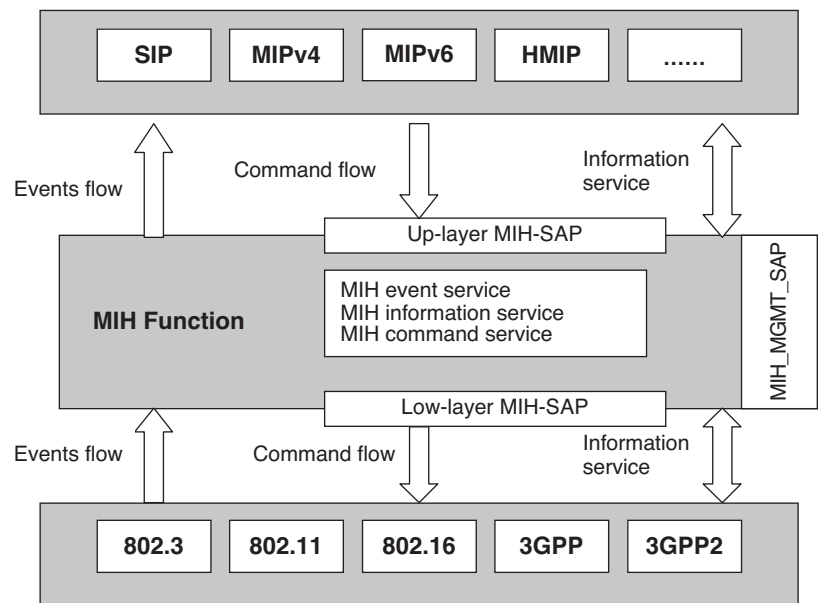 SIP
MIPv4
MIPv6
HMIP
......
Events flow
Command flow
Information
service
Up-layer MIH-SAP
MIH Function
MIH event service
MIH information service
MIH command service
MIH_MGMT_SAP
Low-layer MIH-SAP
Events flow
Command flow
Information
service
802.3
802.11
802.16
3GPP
3GPP2